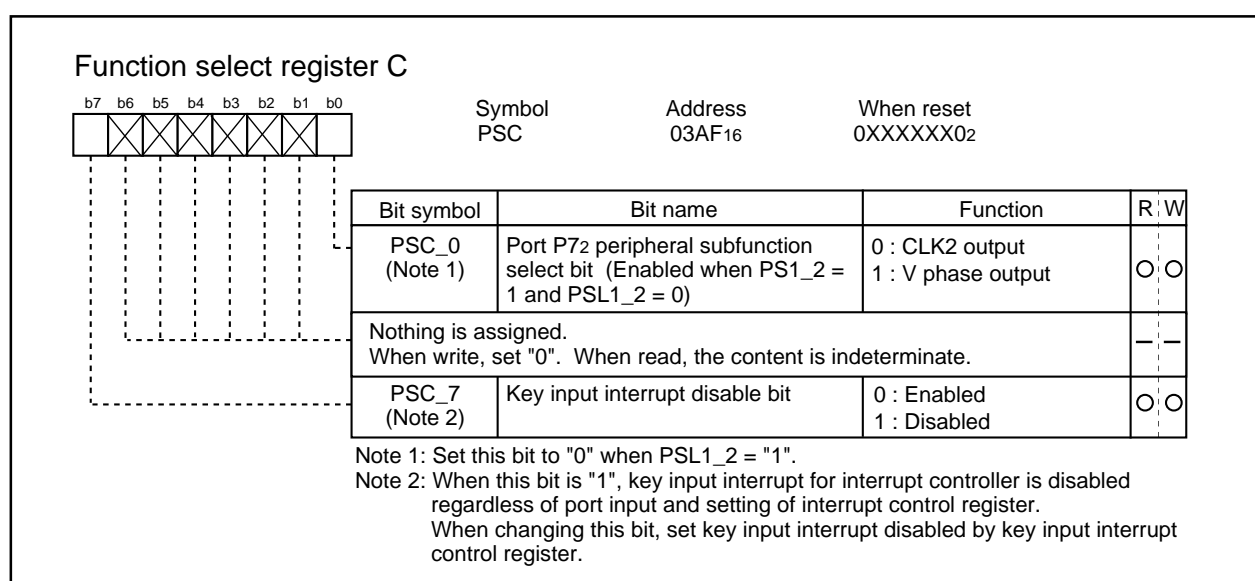 Function select register C
b7 b6 b5 b4 b3 b2 b1 b0
Symbol Address When reset
PSC 03AF16 0XXXXXX02
Bit symbol Bit name Function R W
PSC_0 Port P72 peripheral subfunction 0 : CLK2 output
(Note 1) select bit (Enabled when PS1_2 = 1 : V phase output
1 and PSL1_2 = 0)
Nothing is assigned.
When write, set "0". When read, the content is indeterminate.
PSC_7 Key input interrupt disable bit 0 : Enabled
(Note 2) 1 : Disabled
Note 1: Set this bit to "0" when PSL1_2 = "1".
Note 2: When this bit is "1", key input interrupt for interrupt controller is disabled
regardless of port input and setting of interrupt control register.
When changing this bit, set key input interrupt disabled by key input interrupt
control register.